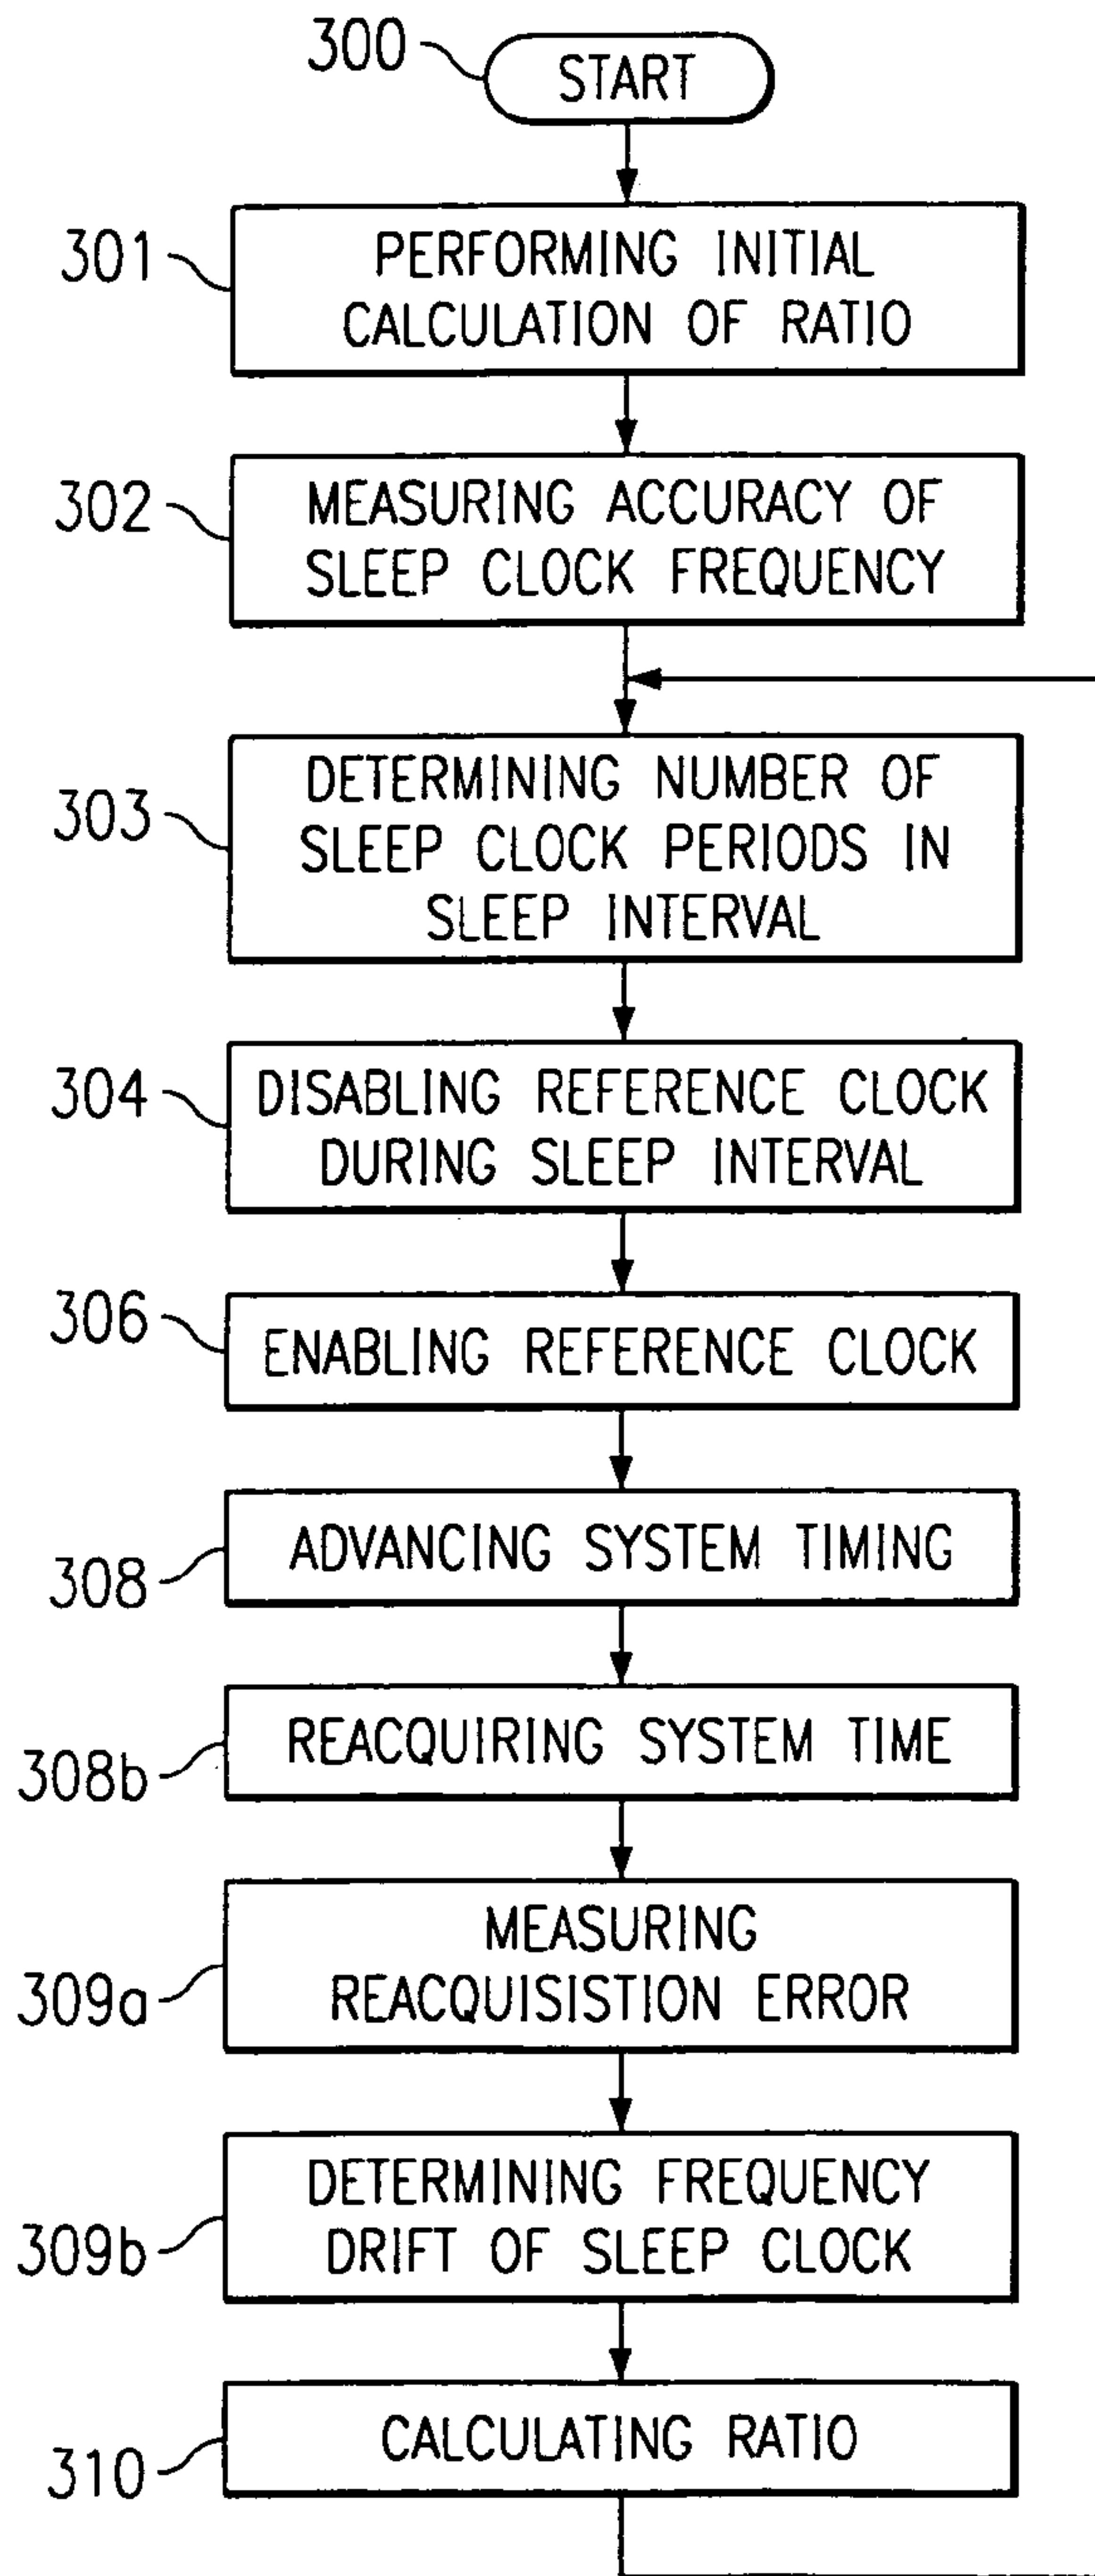 300
START
301
PERFORMING INITIAL
CALCULATION OF RATIO
302
MEASURING ACCURACY OF
SLEEP CLOCK FREQUENCY
303
DETERMINING NUMBER OF
SLEEP CLOCK PERIODS IN
SLEEP INTERVAL
304
DISABLING REFERENCE CLOCK
DURING SLEEP INTERVAL
306
ENABLING REFERENCE CLOCK
308
ADVANCING SYSTEM TIMING
308b
REACQUIRING SYSTEM TIME
309a
MEASURING
REACQUISISTION ERROR
309b
DETERMINING FREQUENCY
DRIFT OF SLEEP CLOCK
310
CALCULATING RATIO